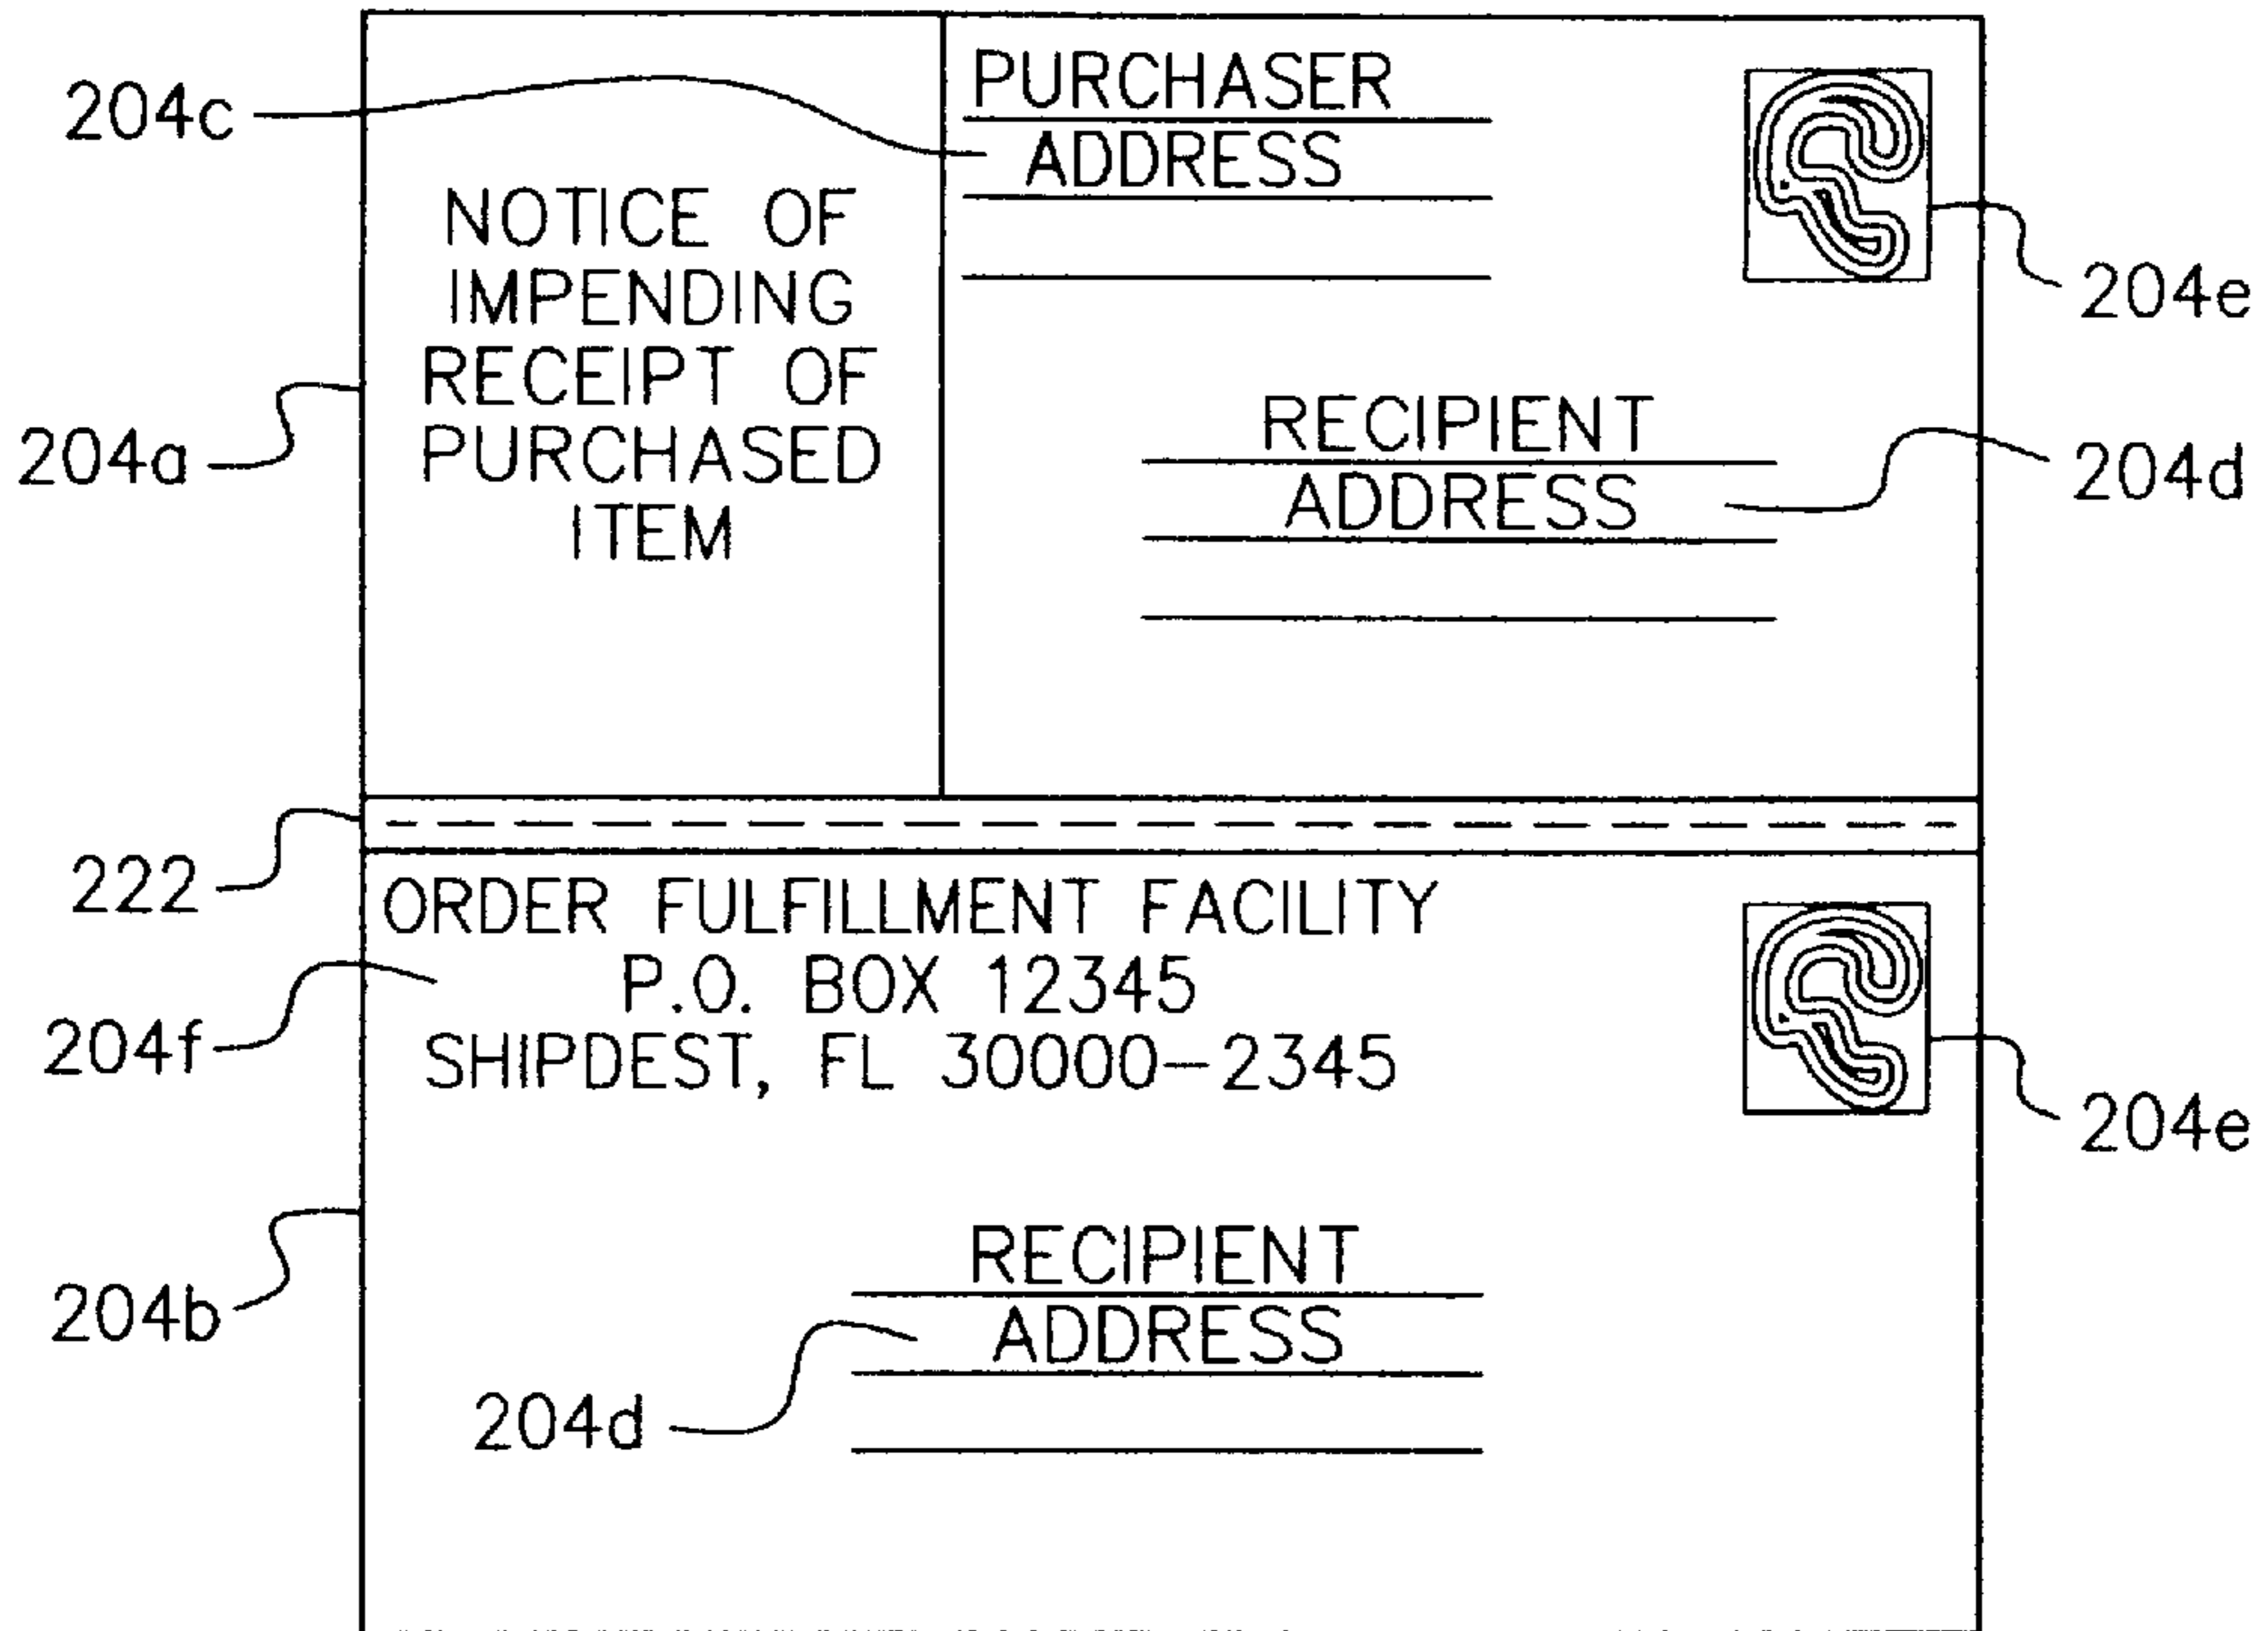 204c
PURCHASER
ADDRESS
204e
NOTICE OF
IMPENDING
RECEIPT OF
PURCHASED
ITEM
204a
RECIPIENT
ADDRESS
204d
222
ORDER FULFILLMENT FACILITY
P.O. BOX 12345
SHIPDEST, FL 30000-2345
204f
204e
204b
RECIPIENT
ADDRESS
204d